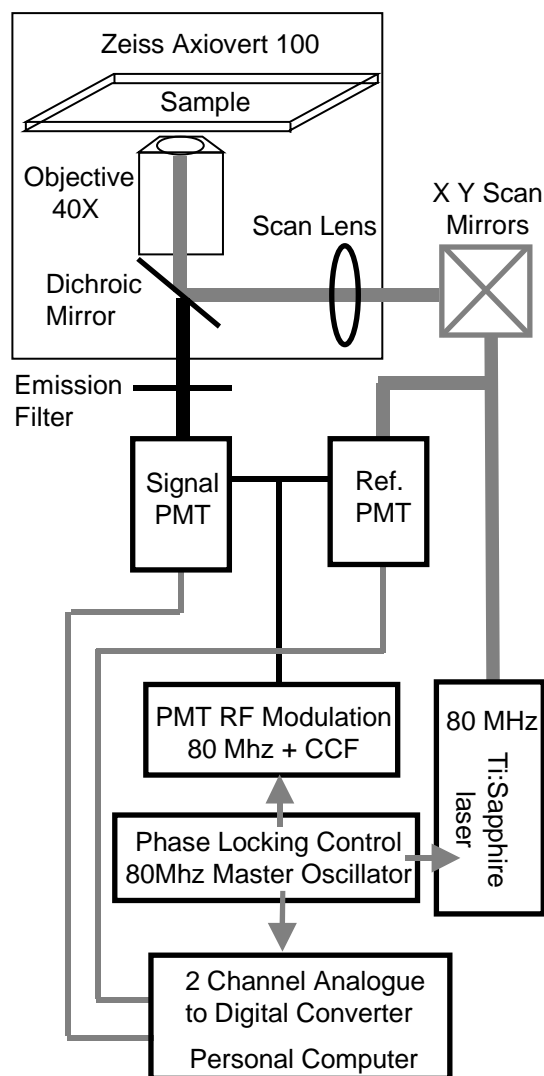 Zeiss Axiovert 100
Sample
Objective
40X
Scan Lens
X Y Scan
Mirrors
Dichroic
Mirror
Emission
Filter
Signal
PMT
Ref.
PMT
PMT RF Modulation
80 Mhz + CCF
80 MHz
Ti:Sapphire
laser
Phase Locking Control
80Mhz Master Oscillator
2 Channel Analogue
to Digital Converter
Personal Computer